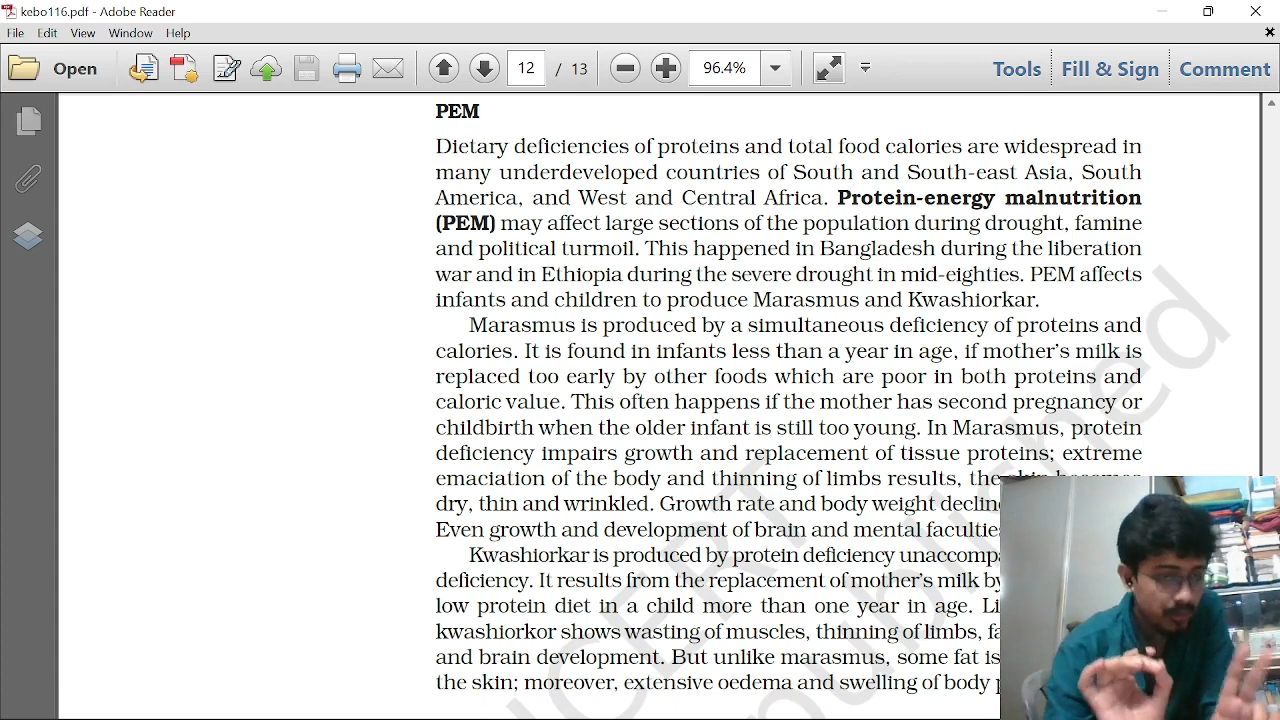 kebo116.pdf - Adobe Reader
File Edit View Window Help
Open 12 / 13 96.4% Tools Fill & Sign Comment
PEM
Dietary deficiencies of proteins and total food calories are widespread in
many underdeveloped countries of South and South-east Asia, South
America, and West and Central Africa. Protein-energy malnutrition
(PEM) may affect large sections of the population during drought, famine
and political turmoil. This happened in Bangladesh during the liberation
war and in Ethiopia during the severe drought in mid-eighties. PEM affects
infants and children to produce Marasmus and Kwashiorkar.
Marasmus is produced by a simultaneous deficiency of proteins and
calories. It is found in infants less than a year in age, if mother's milk is
replaced too early by other foods which are poor in both proteins and
caloric value. This often happens if the mother has second pregnancy or
childbirth when the older infant is still too young. In Marasmus, protein
deficiency impairs growth and replacement of tissue proteins; extreme
emaciation of the body and thinning of limbs results, the skin becomes
dry, thin and wrinkled. Growth rate and body weight declin
Even growth and development of brain and mental facultie
Kwashiorkar is produced by protein deficiency unaccomp
deficiency. It results from the replacement of mother's milk by
low protein diet in a child more than one year in age. Li
kwashiorkor shows wasting of muscles, thinning of limbs, fa
and brain development. But unlike marasmus, some fat is
the skin; moreover, extensive oedema and swelling of body p
NCERT
published